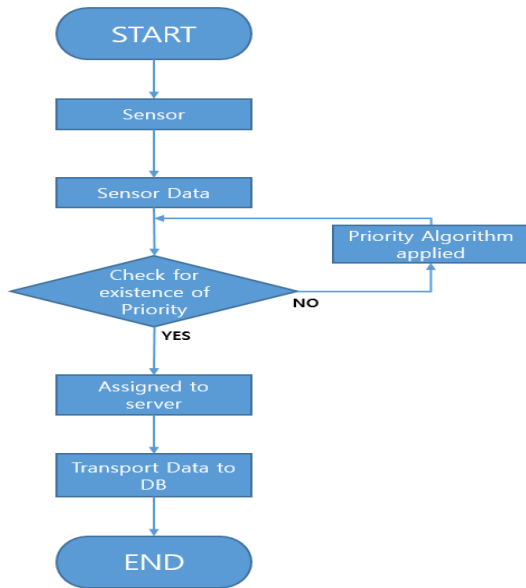 START
Sensor
Sensor Data
Priority Algorithm
applied
Check for
existence of
Priority
NO
YES
Assigned to
server
Transport Data to
DB
END